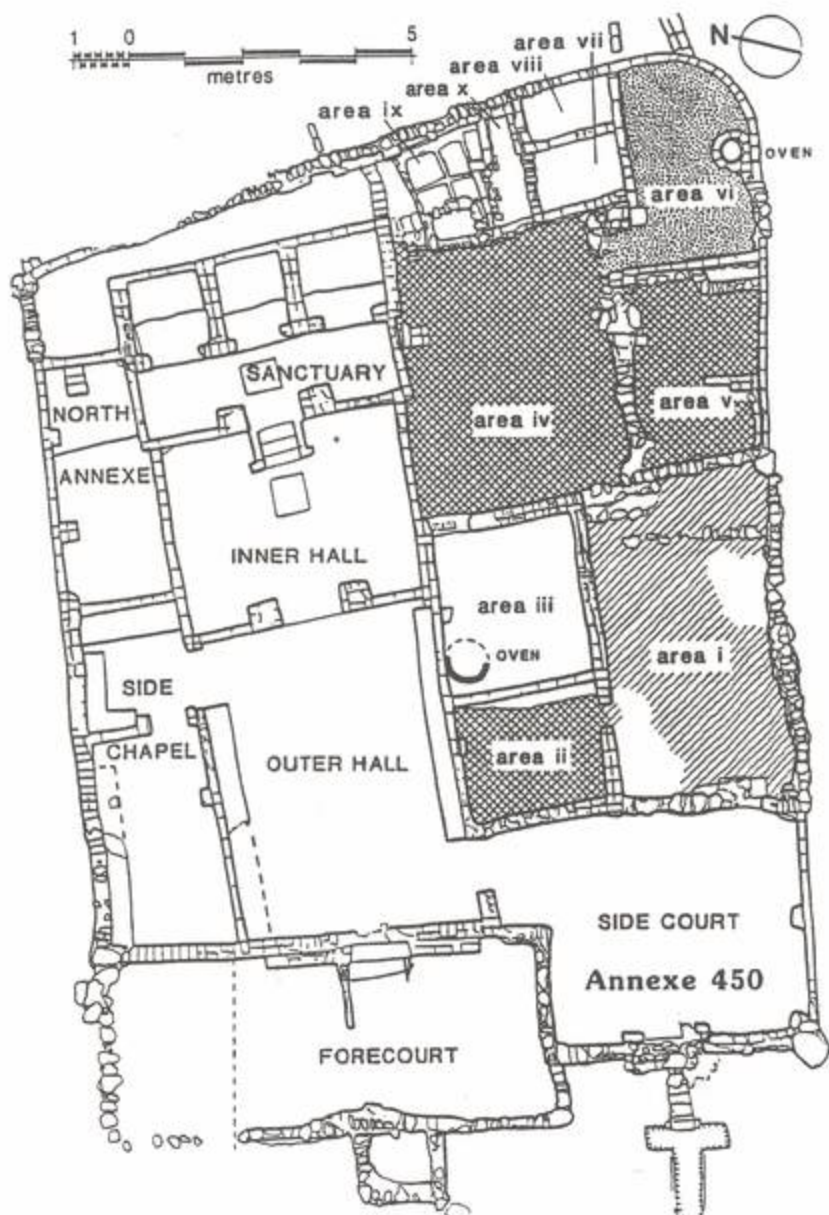 1 0 5
metres
N
area vii
area viii
area x
area ix
OVEN
area vi
SANCTUARY
NORTH
ANNEXE
area iv
area v
INNER HALL
area iii
OVEN
area i
SIDE
CHAPEL
OUTER HALL
area ii
SIDE COURT
Annexe 450
FORECOURT